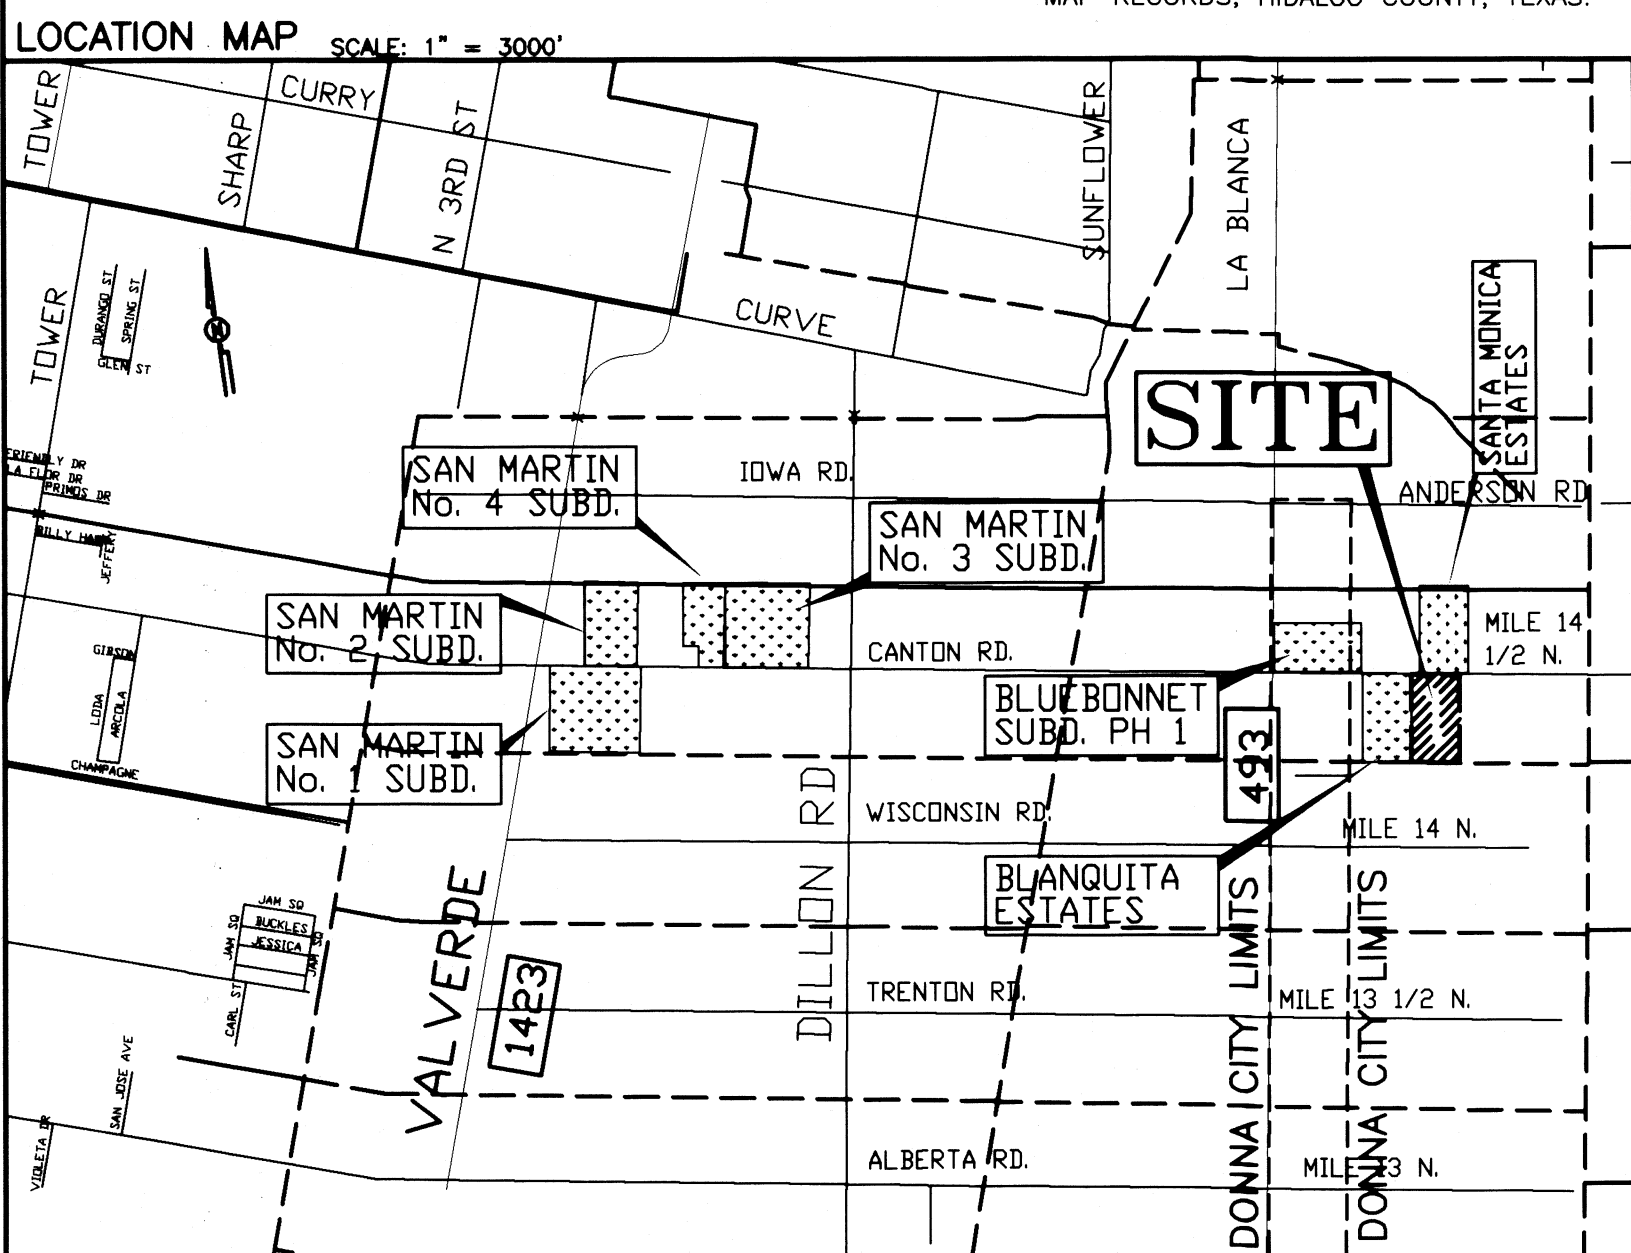 MAP RECORDS, HIDALGO COUNTY, TEXAS.
LOCATION MAP SCALE: 1" = 3000'
TOWER
CURRY
SHARP
N 3RD ST
SUNFLOWER
LA BLANCA
TOWER
DURANGO ST
SPRING ST
GLEN ST
N
CURVE
SITE
SANTA MONICA
ESTATES
FRIENDLY DR
LA FLOR DR
PRIMOS DR
JEFFERY
SAN MARTIN
No. 4 SUBD.
IOWA RD.
ANDERSON RD
SAN MARTIN
No. 3 SUBD.
SAN MARTIN
No. 2 SUBD.
CANTON RD.
MILE 14
1/2 N.
GIBSON
LODA
ARCOLA
CHAMPAGNE
BLUEBONNET
SUBD. PH 1
493
SAN MARTIN
No. 1 SUBD.
DILLON RD
WISCONSIN RD.
MILE 14 N.
BLANQUITA
ESTATES
JAM SQ
JAM SQ
BUCKLES
JESSICA
JAM SQ
CARL ST
VALVERDE
1423
TRENTON RD.
MILE 13 1/2 N.
DONNA CITY LIMITS
DONNA CITY LIMITS
SAN JOSE AVE
VIOLETA DR
ALBERTA RD.
MILE 13 N.